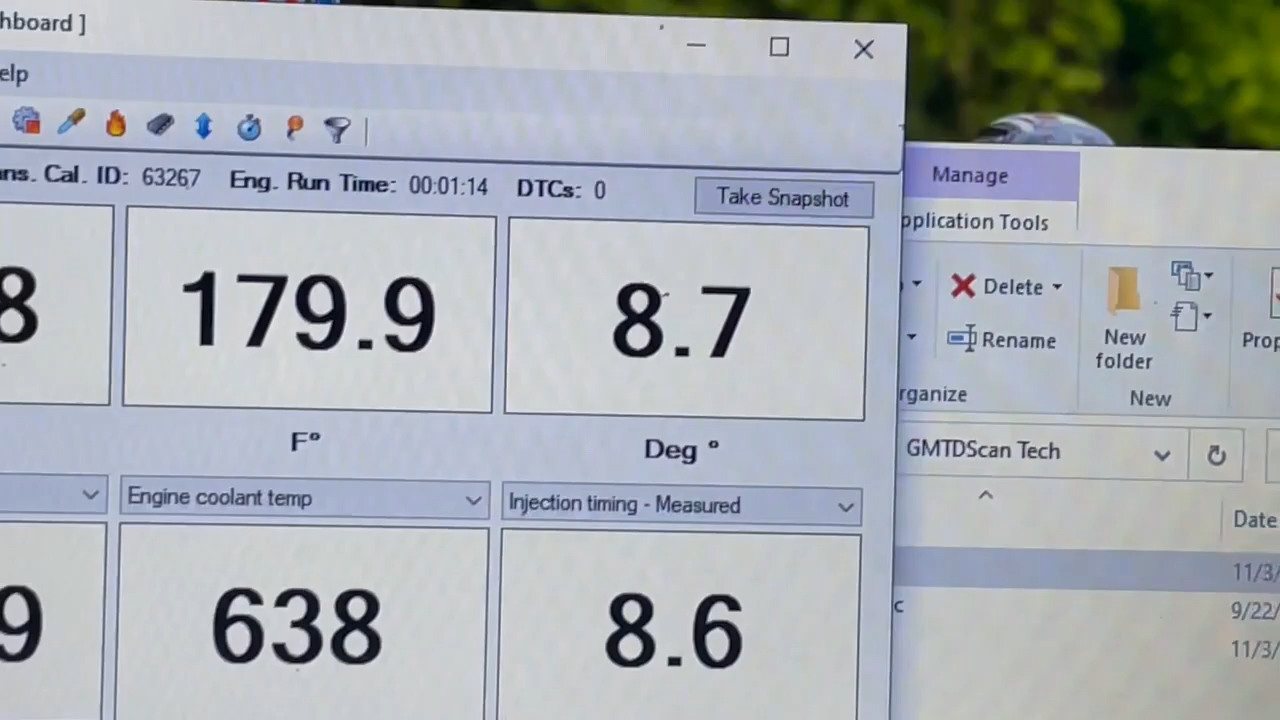 hboard ]
elp
ns. Cal. ID: 63267 Eng. Run Time: 00:01:14 DTCs: 0 Take Snapshot
8 179.9 8.7
F° Deg °
Engine coolant temp Injection timing - Measured
9 638 8.6
Manage
pplication Tools
Delete
Rename
New folder
Prop
rganize New
GMTDScan Tech
Date
11/3/
c 9/22/
11/3/